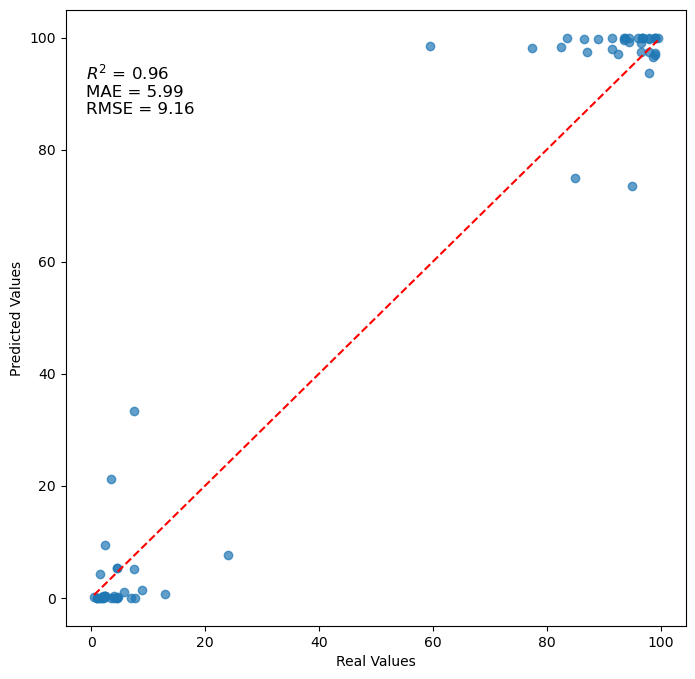 100
80
60
40
20
0
R² = 0.96
MAE = 5.99
RMSE = 9.16
Predicted Values
0 20 40 60 80 100
Real Values